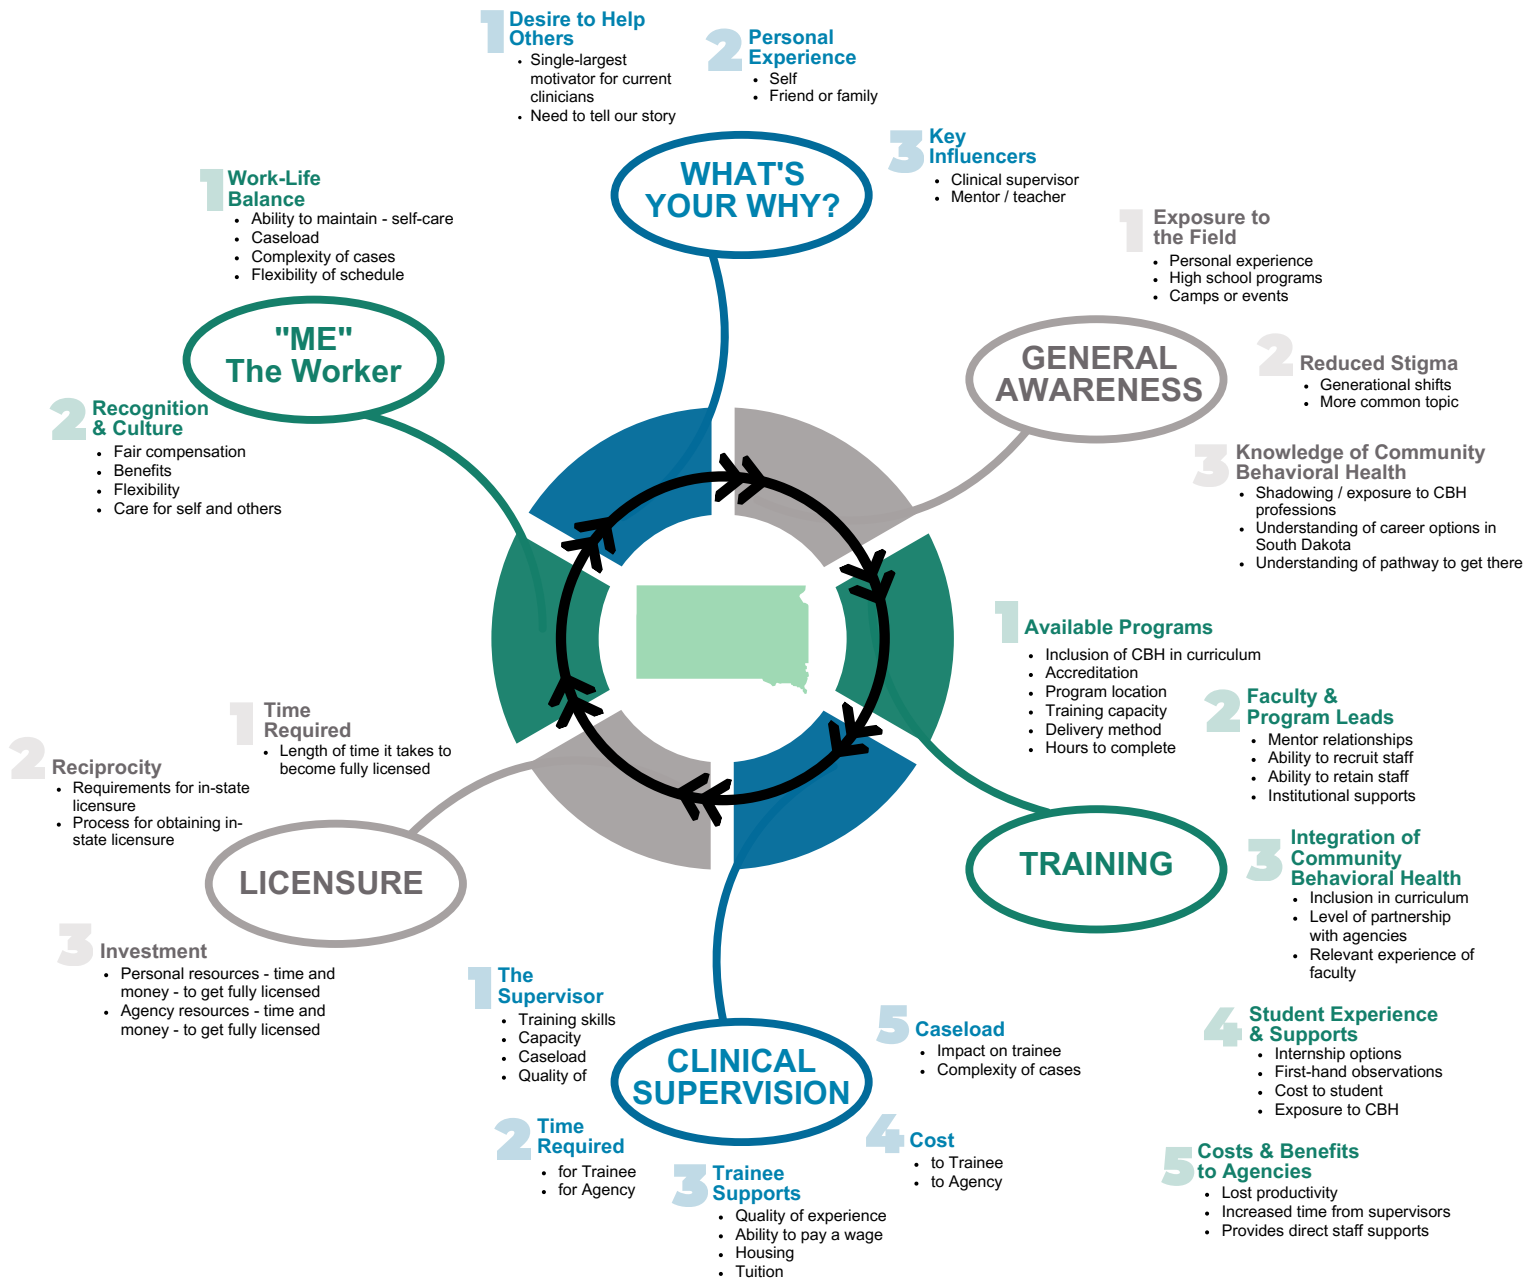 1 Desire to Help
Others
• Single-largest
motivator for current
clinicians
• Need to tell our story
2 Personal
Experience
• Self
• Friend or family
3 Key
Influencers
• Clinical supervisor
• Mentor / teacher
WHAT'S
YOUR WHY?
1 Exposure to
the Field
• Personal experience
• High school programs
• Camps or events
2 Reduced Stigma
• Generational shifts
• More common topic
3 Knowledge of Community
Behavioral Health
• Shadowing / exposure to CBH
professions
• Understanding of career options in
South Dakota
• Understanding of pathway to get there
GENERAL
AWARENESS
1 Available Programs
• Inclusion of CBH in curriculum
• Accreditation
• Program location
• Training capacity
• Delivery method
• Hours to complete
2 Faculty &
Program Leads
• Mentor relationships
• Ability to recruit staff
• Ability to retain staff
• Institutional supports
3 Integration of
Community
Behavioral Health
• Inclusion in curriculum
• Level of partnership
with agencies
• Relevant experience of
faculty
4 Student Experience
& Supports
• Internship options
• First-hand observations
• Cost to student
• Exposure to CBH
5 Costs & Benefits
to Agencies
• Lost productivity
• Increased time from supervisors
• Provides direct staff supports
TRAINING
1 The
Supervisor
• Training skills
• Capacity
• Caseload
• Quality of
2 Time
Required
• for Trainee
• for Agency
3 Trainee
Supports
• Quality of experience
• Ability to pay a wage
• Housing
• Tuition
4 Cost
• to Trainee
• to Agency
5 Caseload
• Impact on trainee
• Complexity of cases
CLINICAL
SUPERVISION
1 Time
Required
• Length of time it takes to
become fully licensed
2 Reciprocity
• Requirements for in-state
licensure
• Process for obtaining in-
state licensure
3 Investment
• Personal resources - time and
money - to get fully licensed
• Agency resources - time and
money - to get fully licensed
LICENSURE
1 Work-Life
Balance
• Ability to maintain - self-care
• Caseload
• Complexity of cases
• Flexibility of schedule
2 Recognition
& Culture
• Fair compensation
• Benefits
• Flexibility
• Care for self and others
"ME"
The Worker